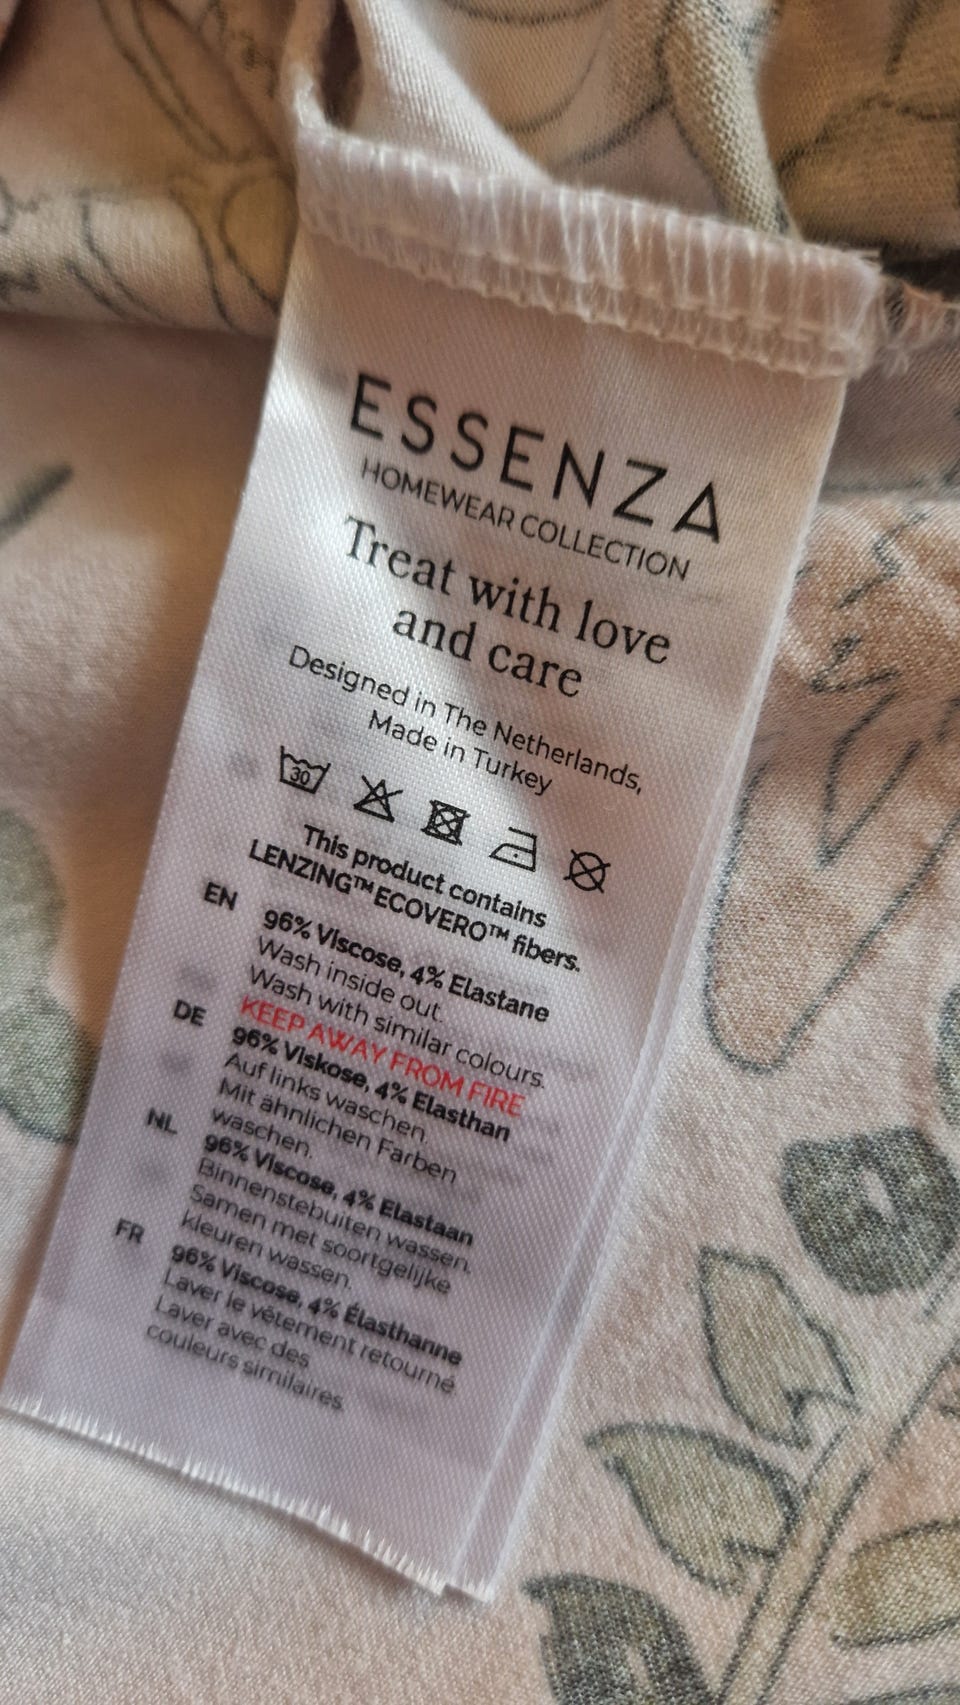 ESSENZA
HOMEWEAR COLLECTION
Treat with love
and care
Designed in The Netherlands,
Made in Turkey
30
This product contains
LENZING™ ECOVERO™ fibers.
EN
96% Viscose, 4% Elastane
Wash inside out.
Wash with similar colours.
KEEP AWAY FROM FIRE
DE
96% Viskose, 4% Elasthan
Auf links waschen.
Mit ähnlichen Farben
waschen.
NL
96% Viscose, 4% Elastaan
Binnenstebuiten wassen.
Samen met soortgelijke
kleuren wassen.
FR
96% Viscose, 4% Élasthanne
Laver le vêtement retourné
Laver avec des
couleurs similaires